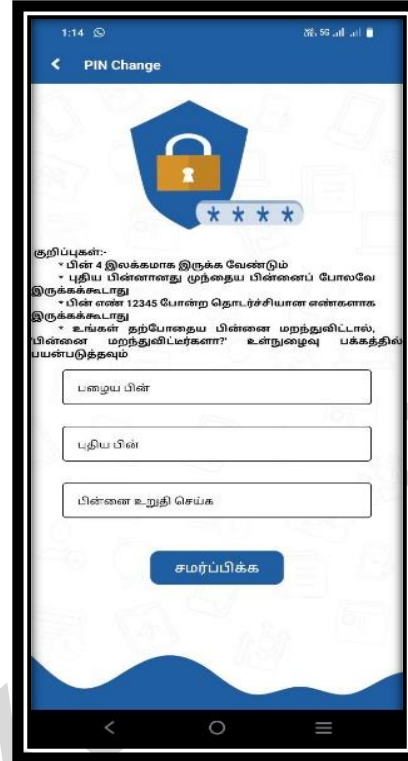 1:14
5G
PIN Change
* * * *
குறிப்புகள்:-
* பின் 4 இலக்கமாக இருக்க வேண்டும்
* புதிய பின்னானது முந்தைய பின்னைப் போலவே
இருக்கக்கூடாது
* பின் எண் 12345 போன்ற தொடர்ச்சியான எண்களாக
இருக்கக்கூடாது
* உங்கள் தற்போதைய பின்னை மறந்துவிட்டால்,
'பின்னை மறந்துவிட்டீர்களா?' உள்நுழைவு பக்கத்தில்
பயன்படுத்தவும்
பழைய பின்
புதிய பின்
பின்னை உறுதி செய்க
சமர்ப்பிக்க